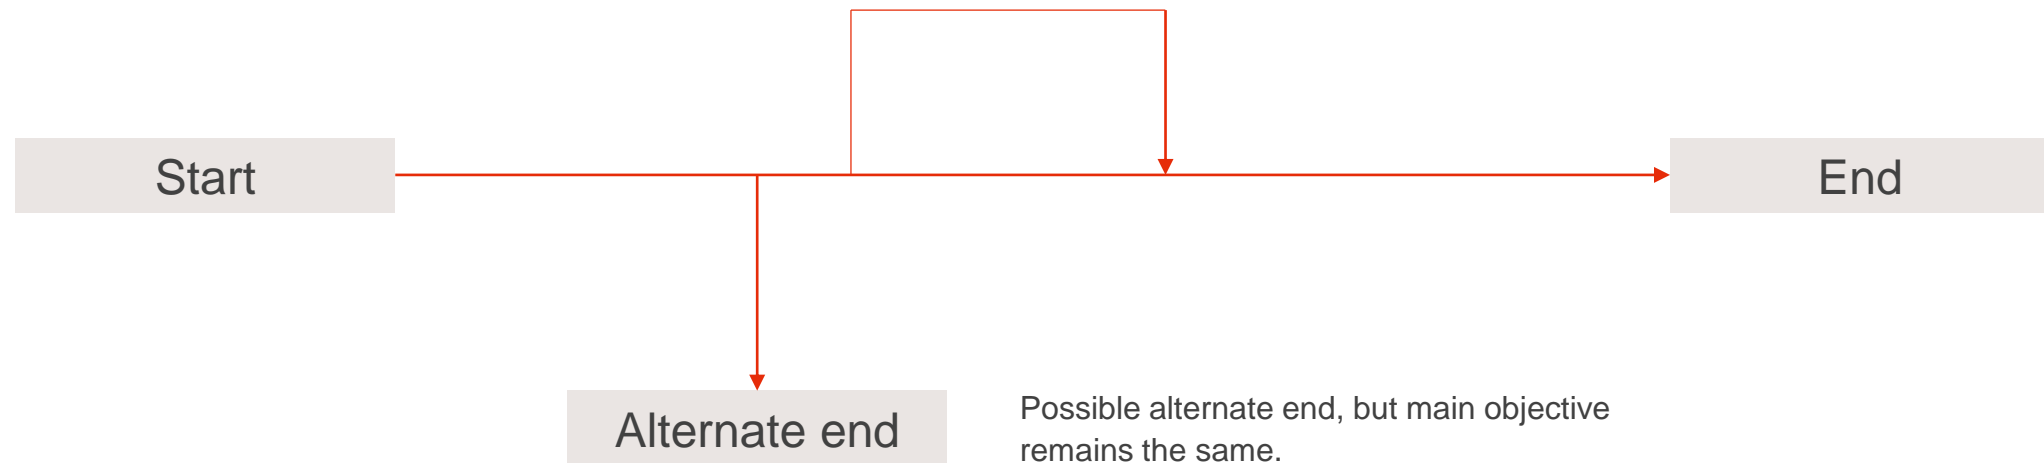 Start
End
Alternate end
Possible alternate end, but main objective
remains the same.